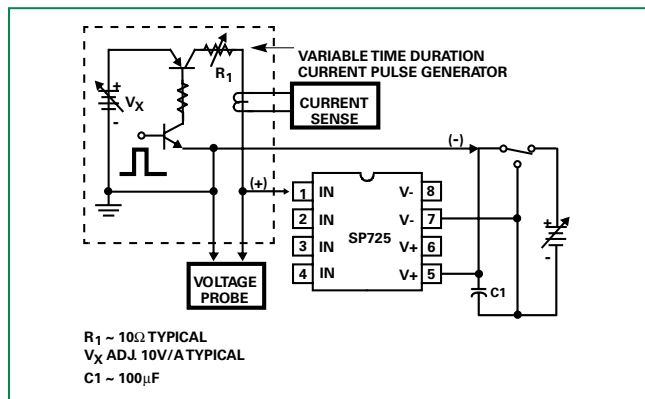 VARIABLE TIME DURATION
CURRENT PULSE GENERATOR
R1
+
VX
-
CURRENT
SENSE
(-)
(+)
1 IN V- 8
2 IN V- 7
3 IN V+ 6
4 IN V+ 5
SP725
+
-
C1
VOLTAGE
PROBE
R1 ~ 10Ω TYPICAL
VX ADJ. 10V/A TYPICAL
C1 ~ 100μF